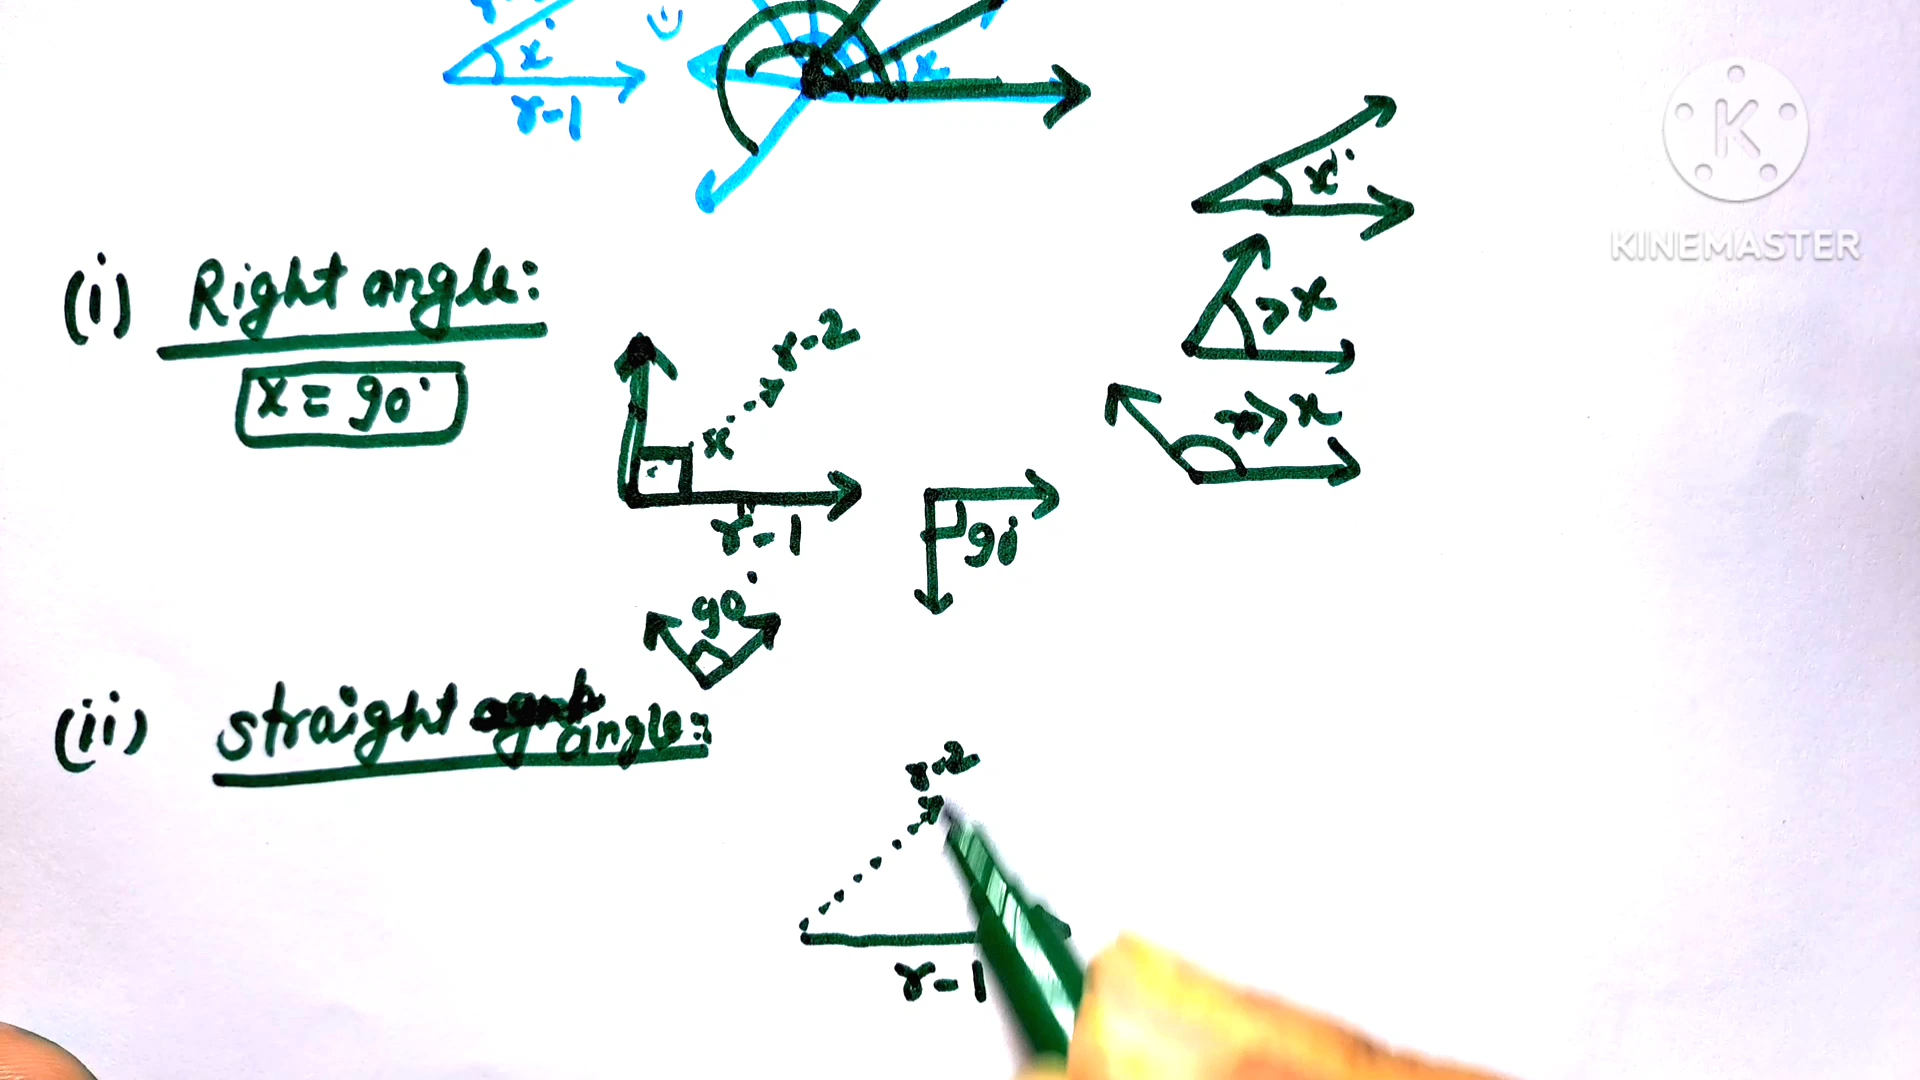 x°
r-1
x
x°
KINEMASTER
(i) Right angle:
>x
r-2
x = 90°
x
>x
r-1
90°
90°
(ii) straight angle:
r-2
r-1